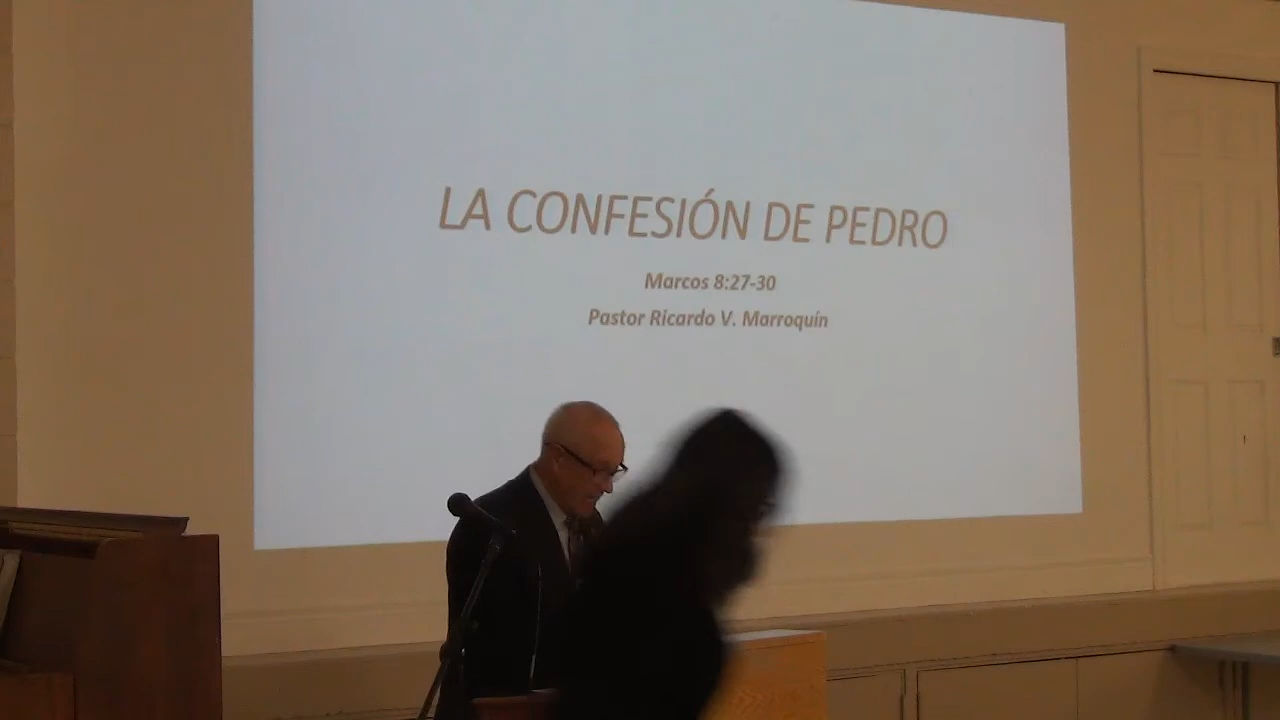 LA CONFESIÓN DE PEDRO
Marcos 8:27-30
Pastor Ricardo V. Marroquín